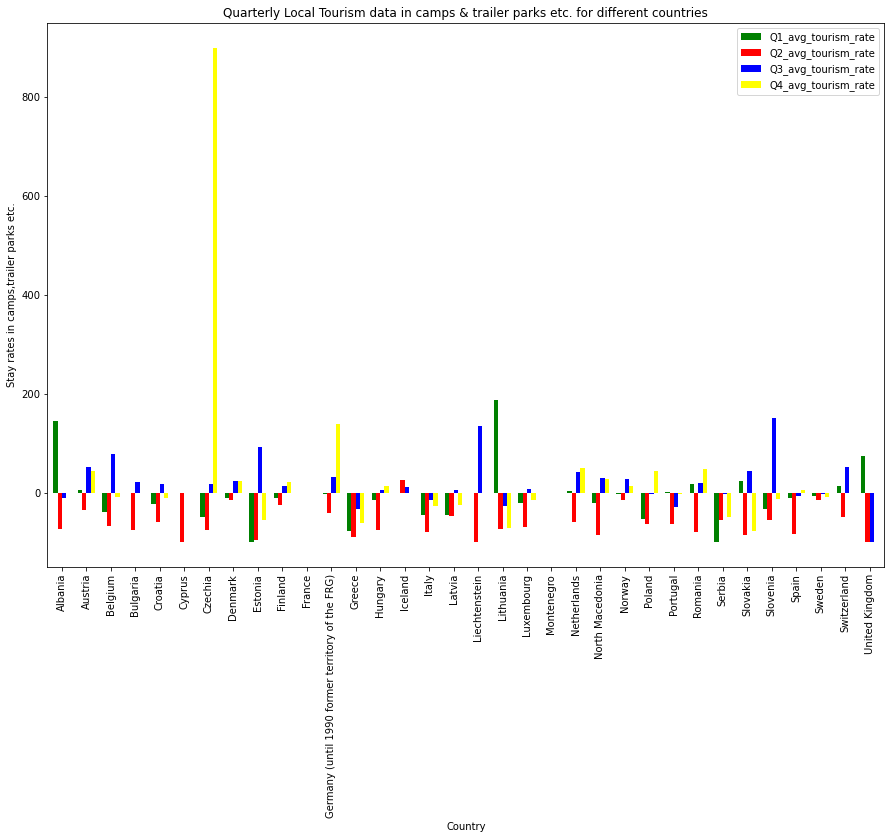 Quarterly Local Tourism data in camps & trailer parks etc. for different countries
Q1_avg_tourism_rate
Q2_avg_tourism_rate
Q3_avg_tourism_rate
Q4_avg_tourism_rate
Stay rates in camps,trailer parks etc.
800
600
400
200
0
Albania
Austria
Belgium
Bulgaria
Croatia
Cyprus
Czechia
Denmark
Estonia
Finland
France
Germany (until 1990 former territory of the FRG)
Greece
Hungary
Iceland
Italy
Latvia
Liechtenstein
Lithuania
Luxembourg
Montenegro
Netherlands
North Macedonia
Norway
Poland
Portugal
Romania
Serbia
Slovakia
Slovenia
Spain
Sweden
Switzerland
United Kingdom
Country